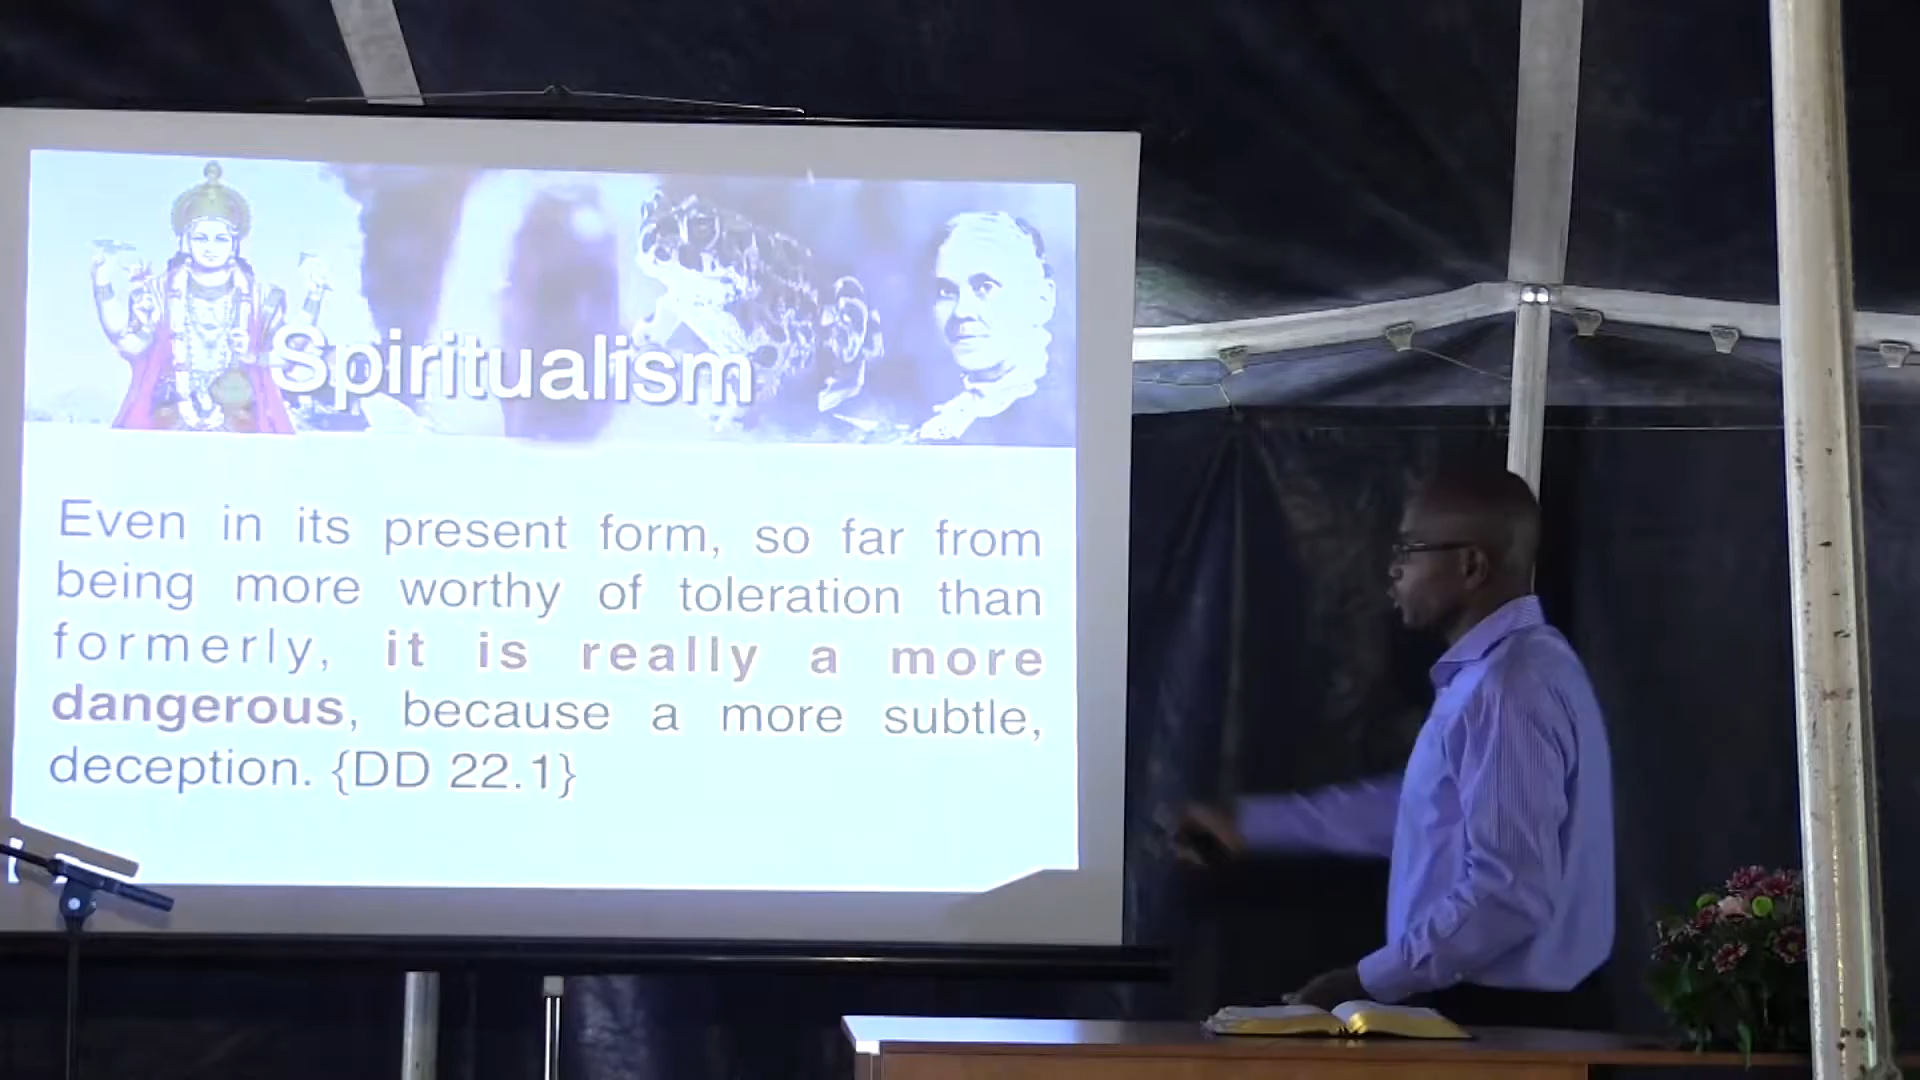 Spiritualism
Even in its present form, so far from
being more worthy of toleration than
formerly, it is really a more
dangerous, because a more subtle,
deception. {DD 22.1}